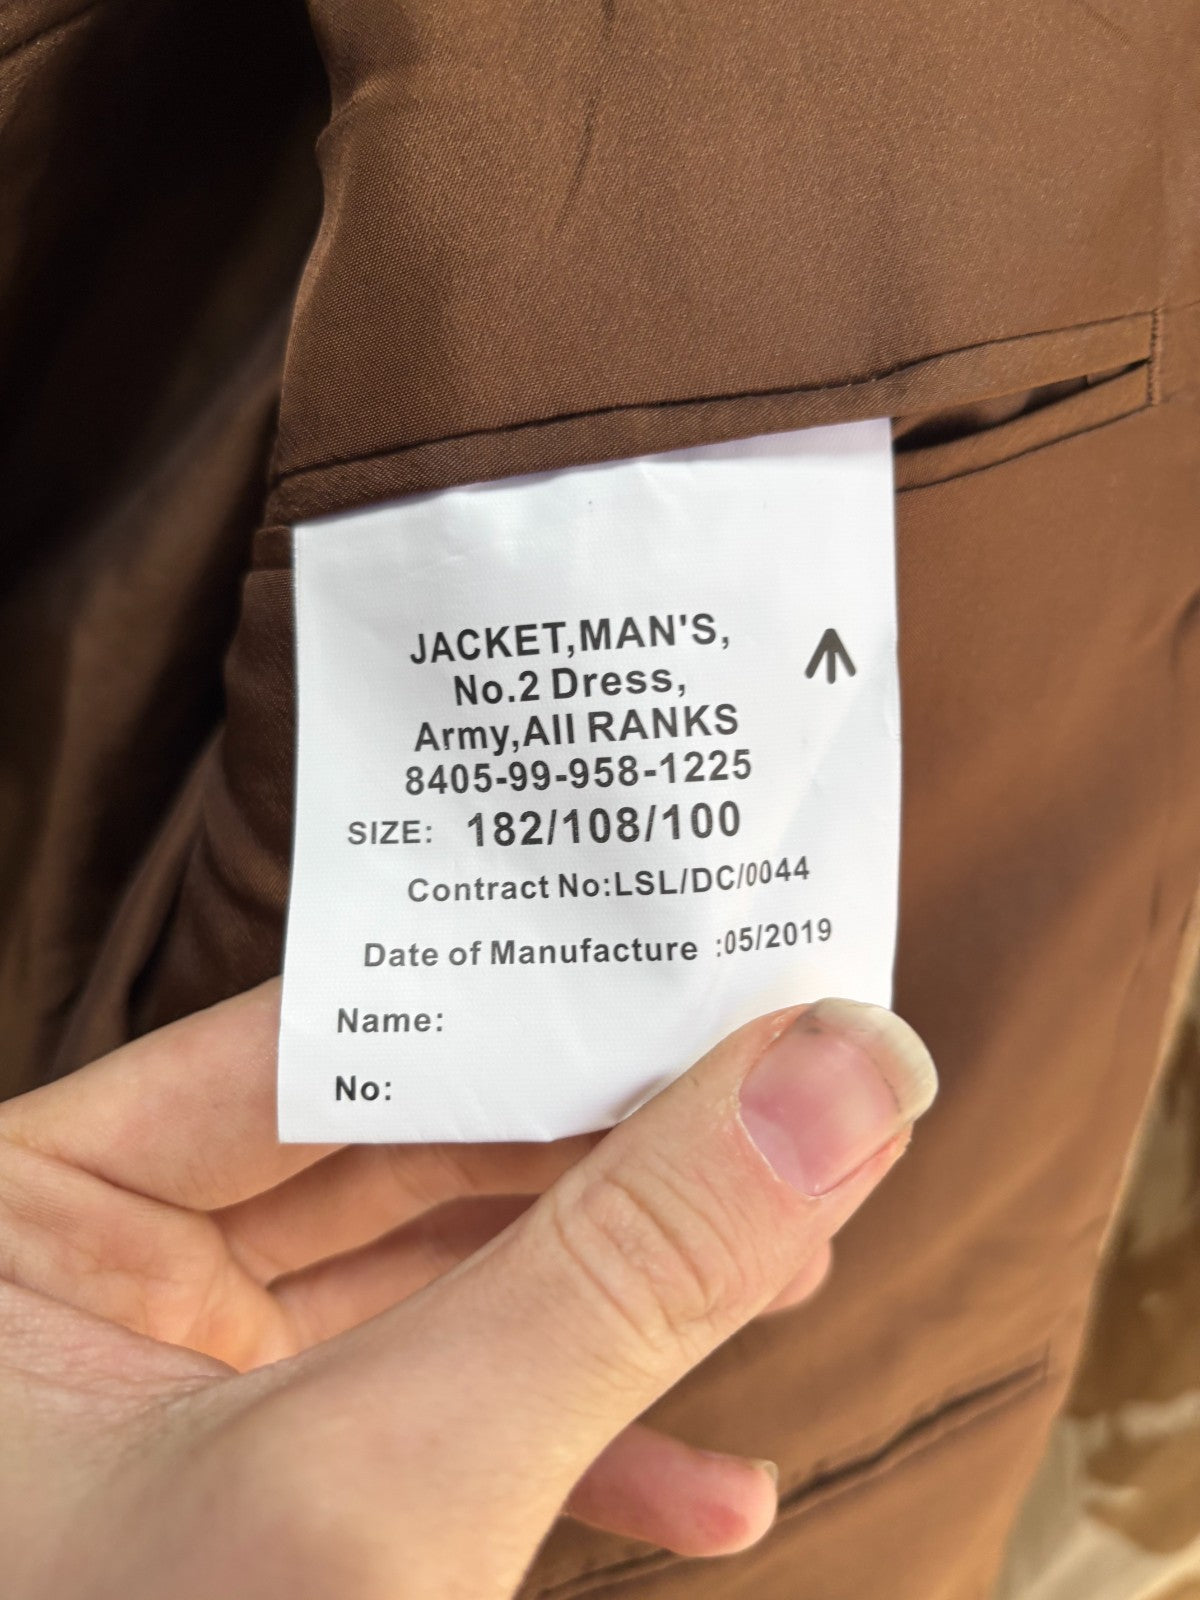 JACKET,MAN'S,
No.2 Dress,
Army,All RANKS
8405-99-958-1225
SIZE: 182/108/100
Contract No:LSL/DC/0044
Date of Manufacture :05/2019
Name:
No: